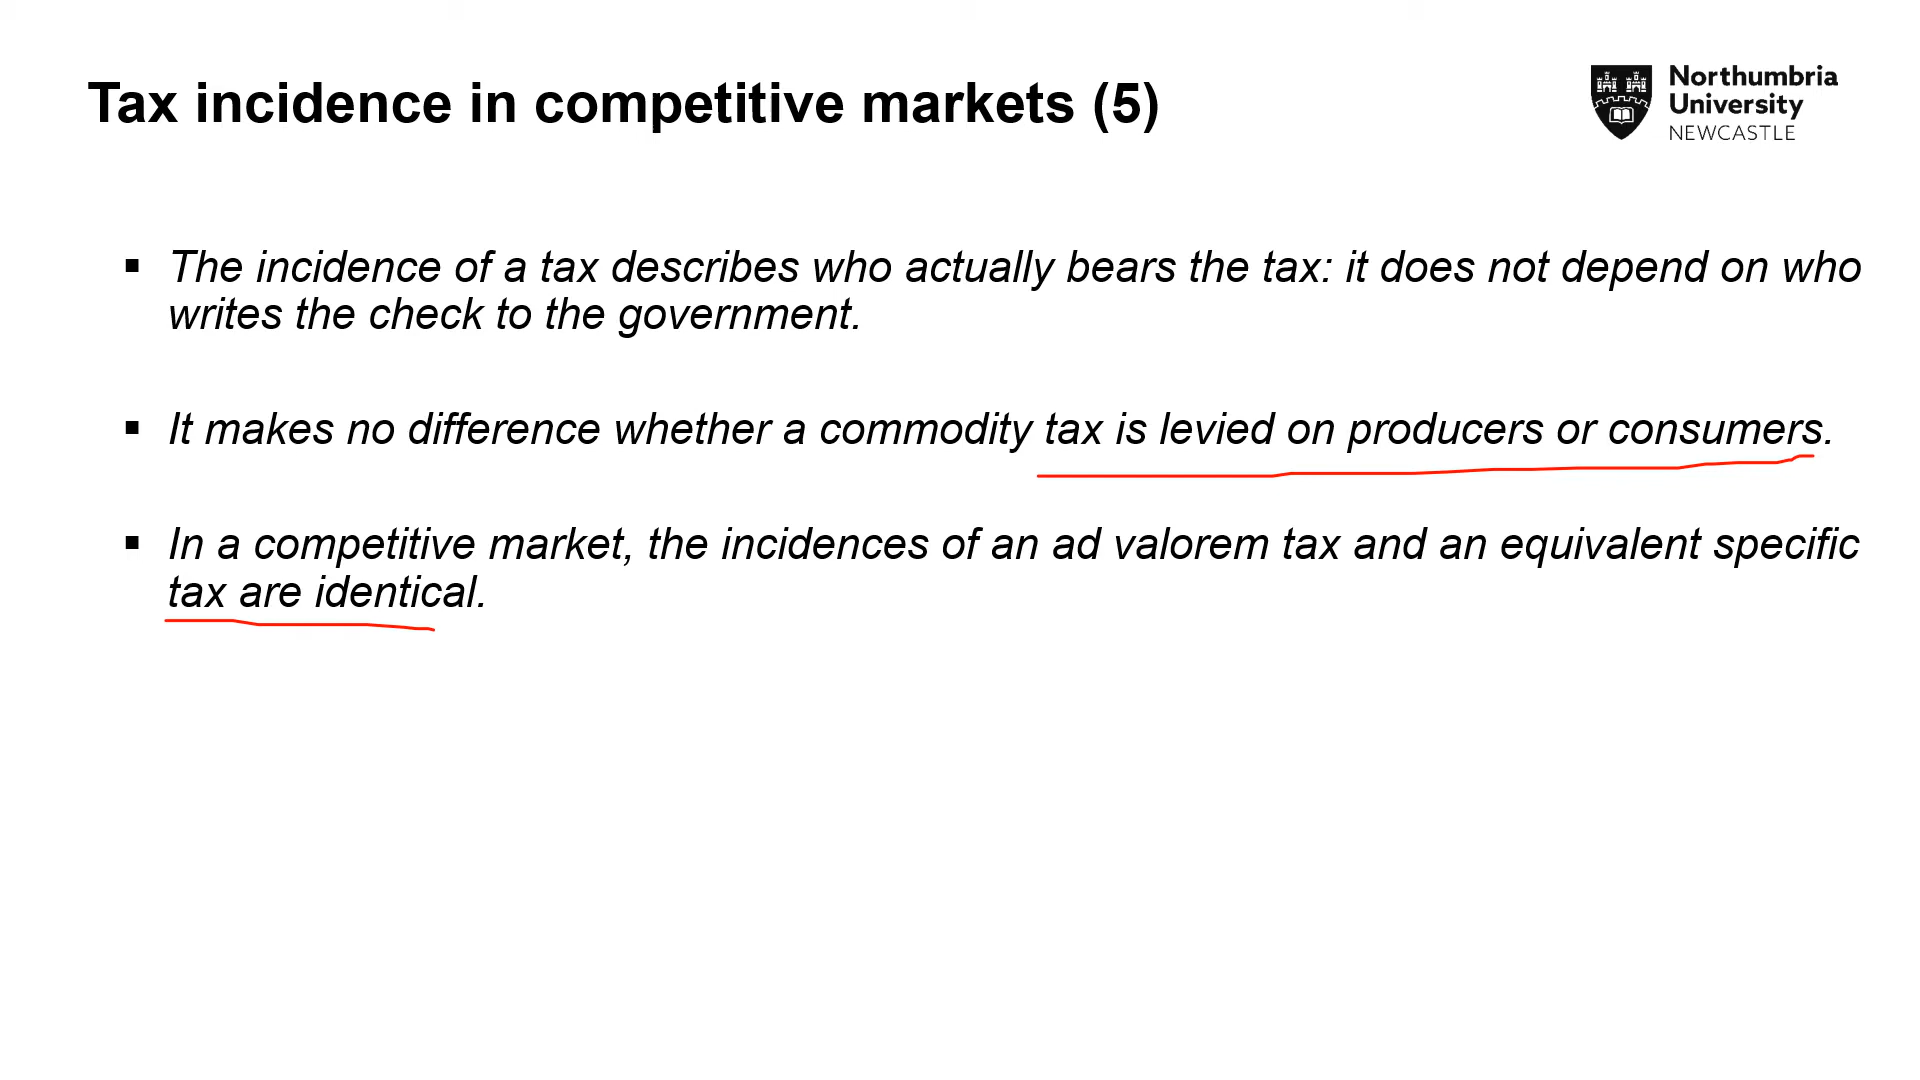 Tax incidence in competitive markets (5)
Northumbria
University
NEWCASTLE
▪ The incidence of a tax describes who actually bears the tax: it does not depend on who
writes the check to the government.
▪ It makes no difference whether a commodity tax is levied on producers or consumers.
▪ In a competitive market, the incidences of an ad valorem tax and an equivalent specific
tax are identical.